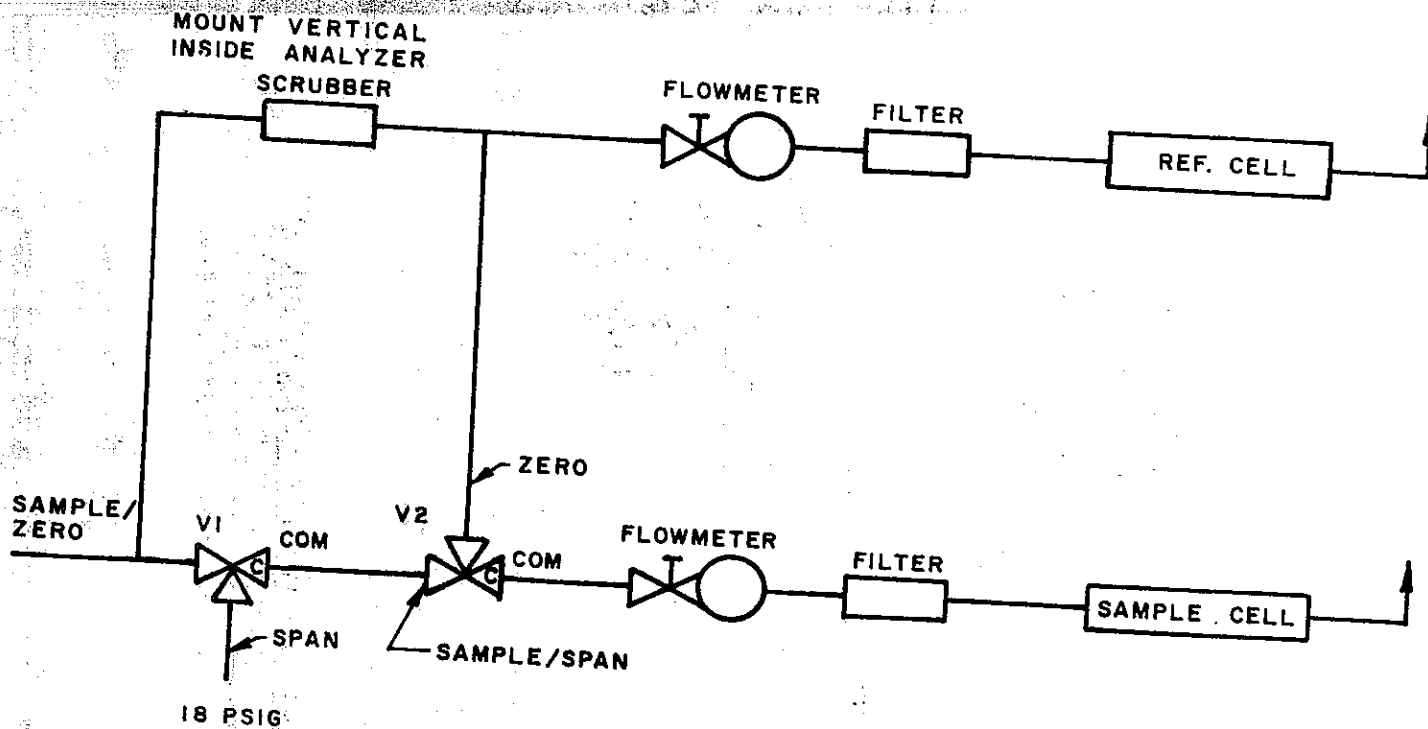 MOUNT VERTICAL
INSIDE ANALYZER
SCRUBBER
FLOWMETER
FILTER
REF. CELL
ZERO
SAMPLE/
ZERO
V1
COM
V2
COM
FLOWMETER
FILTER
SAMPLE CELL
SPAN
SAMPLE/SPAN
18 PSIG
C
C